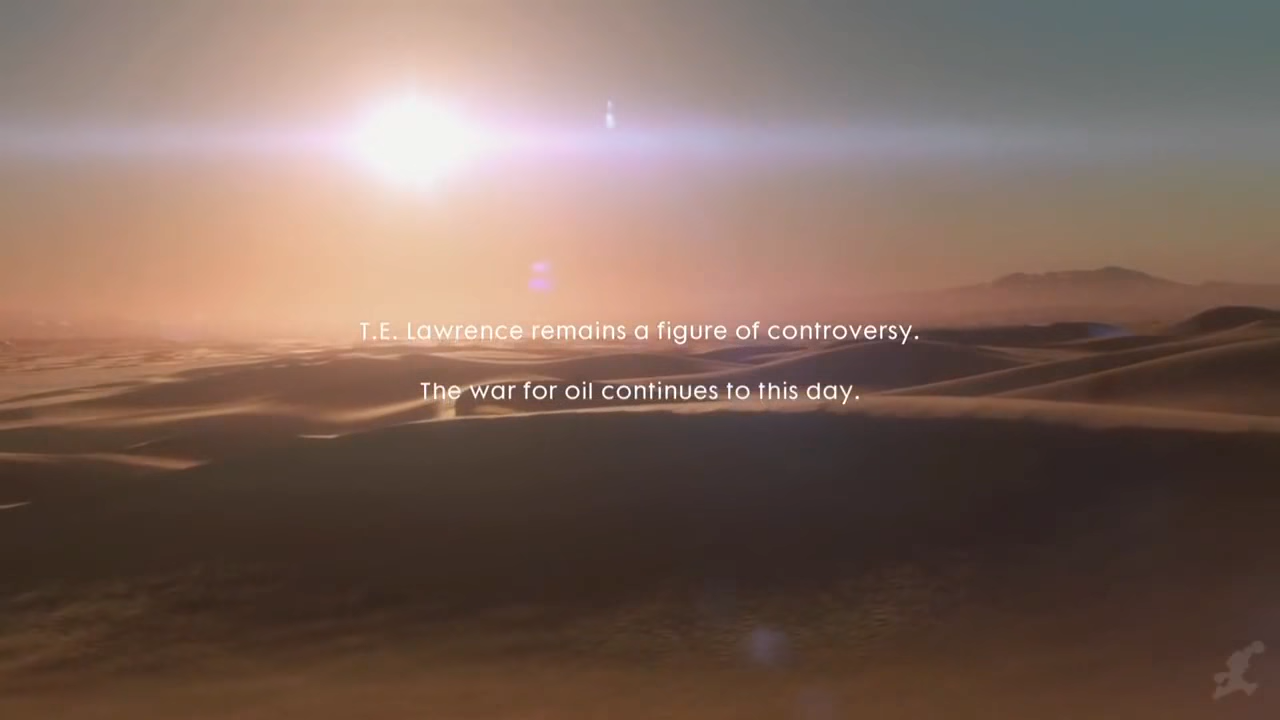 T.E. Lawrence remains a figure of controversy.
The war for oil continues to this day.